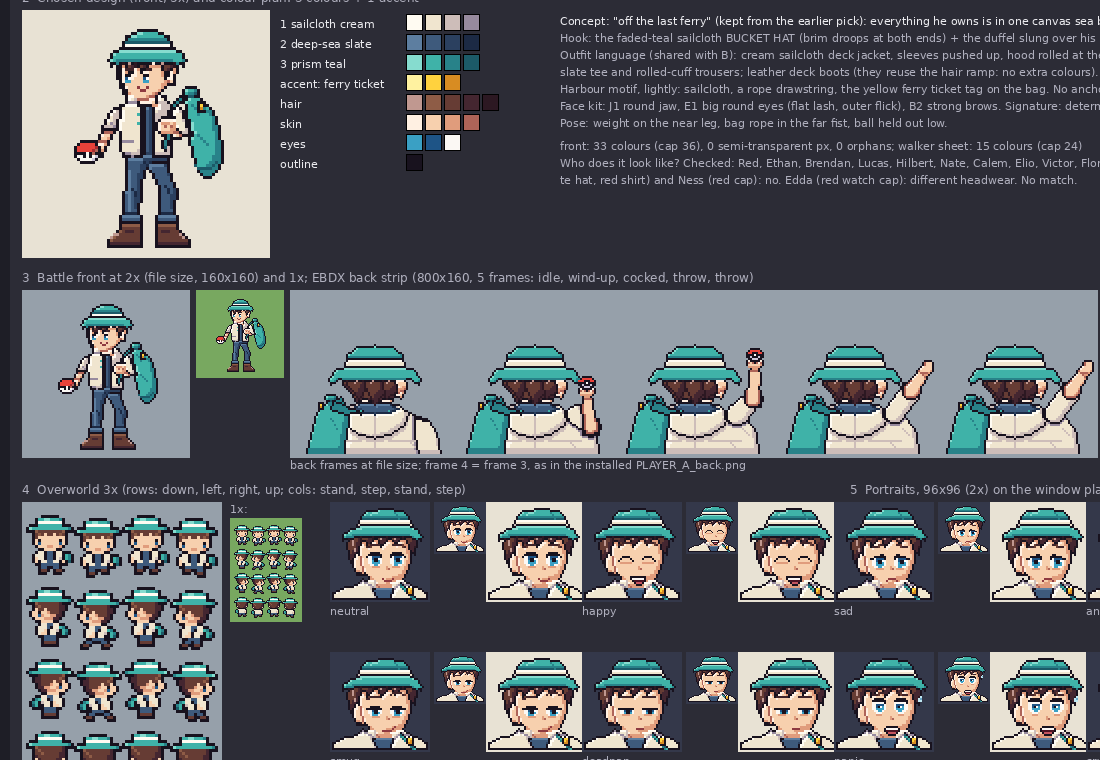 2 Chosen design (front, 3x) and colour plan: 3 colours + 1 accent
1 sailcloth cream
2 deep-sea slate
3 prism teal
accent: ferry ticket
hair
skin
eyes
outline
Concept: "off the last ferry" (kept from the earlier pick): everything he owns is in one canvas sea b
Hook: the faded-teal sailcloth BUCKET HAT (brim droops at both ends) + the duffel slung over his
Outfit language (shared with B): cream sailcloth deck jacket, sleeves pushed up, hood rolled at the
slate tee and rolled-cuff trousers; leather deck boots (they reuse the hair ramp: no extra colours).
Harbour motif, lightly: sailcloth, a rope drawstring, the yellow ferry ticket tag on the bag. No anch
Face kit: J1 round jaw, E1 big round eyes (flat lash, outer flick), B2 strong brows. Signature: deter
Pose: weight on the near leg, bag rope in the far fist, ball held out low.
front: 33 colours (cap 36), 0 semi-transparent px, 0 orphans; walker sheet: 15 colours (cap 24)
Who does it look like? Checked: Red, Ethan, Brendan, Lucas, Hilbert, Nate, Calem, Elio, Victor, Flor
te hat, red shirt) and Ness (red cap): no. Edda (red watch cap): different headwear. No match.
3 Battle front at 2x (file size, 160x160) and 1x; EBDX back strip (800x160, 5 frames: idle, wind-up, cocked, throw, throw)
back frames at file size; frame 4 = frame 3, as in the installed PLAYER_A_back.png
4 Overworld 3x (rows: down, left, right, up; cols: stand, step, stand, step)
5 Portraits, 96x96 (2x) on the window pla
1x:
neutral
happy
sad
an